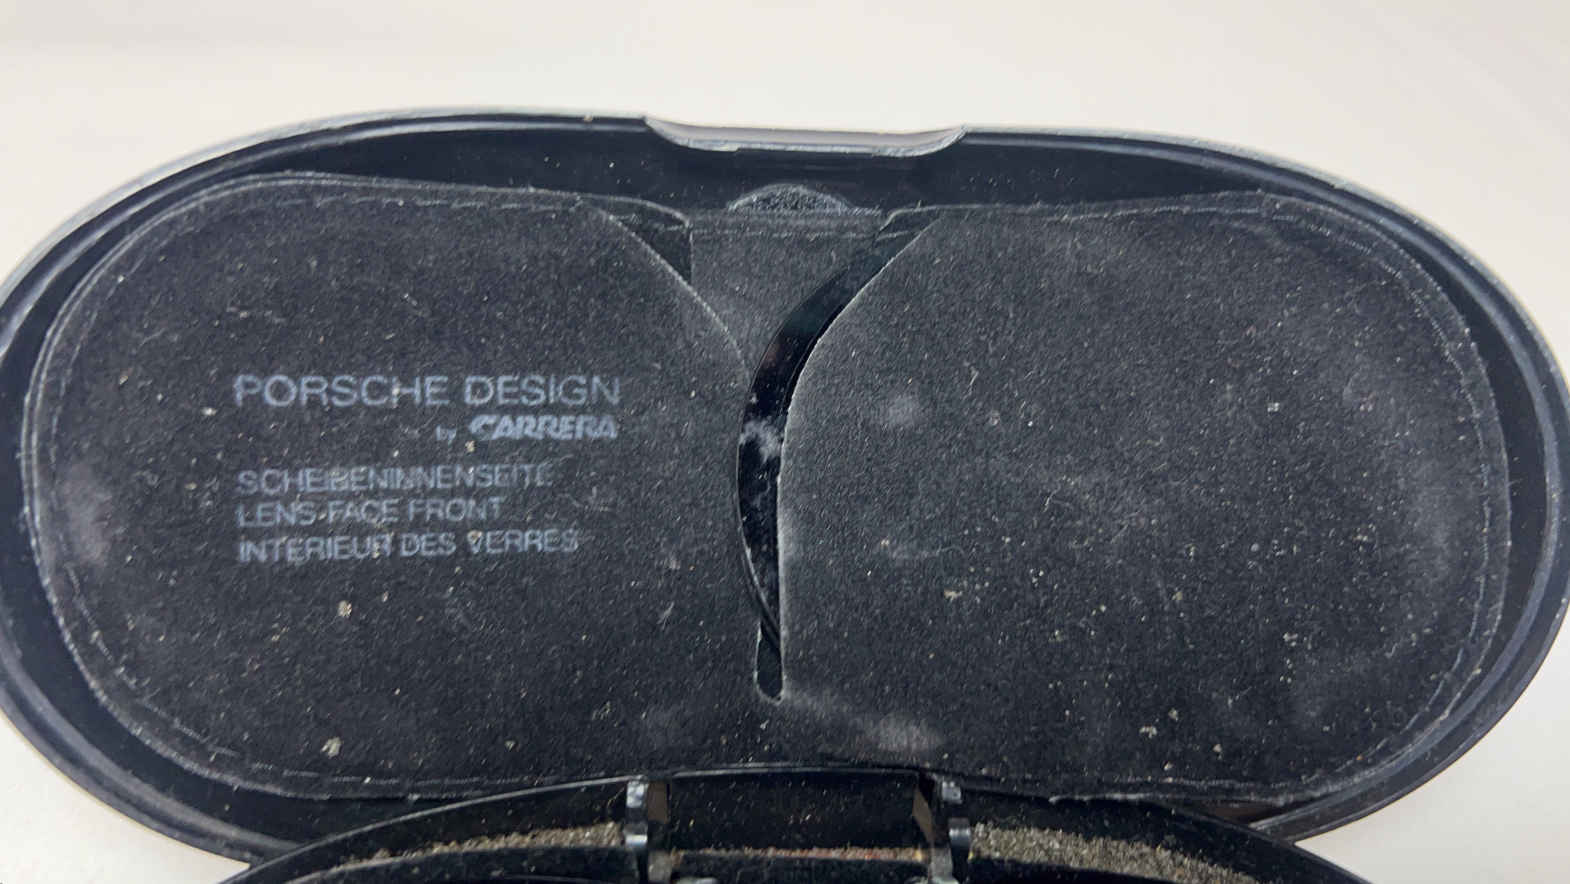 PORSCHE DESIGN
by CARRERA
SCHEIBENINNENSEITE
LENS-FACE FRONT
INTERIEUR DES VERRES